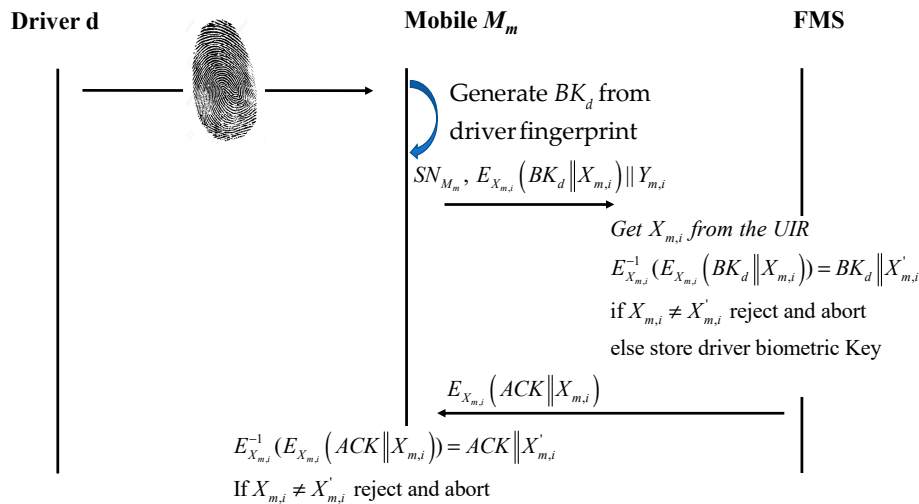 Driver d
Mobile $M_m$
FMS
Generate $BK_d$ from
driver fingerprint
$SN_{M_m}, E_{X_{m,i}}(BK_d \| X_{m,i}) || Y_{m,i}$
Get $X_{m,i}$ from the UIR
$E^{-1}_{X_{m,i}}(E_{X_{m,i}}(BK_d \| X_{m,i})) = BK_d \| X^{'}_{m,i}$
if $X_{m,i} \neq X^{'}_{m,i}$ reject and abort
else store driver biometric Key
$E_{X_{m,i}}(ACK \| X_{m,i})$
$E^{-1}_{X_{m,i}}(E_{X_{m,i}}(ACK \| X_{m,i})) = ACK \| X^{'}_{m,i}$
If $X_{m,i} \neq X^{'}_{m,i}$ reject and abort